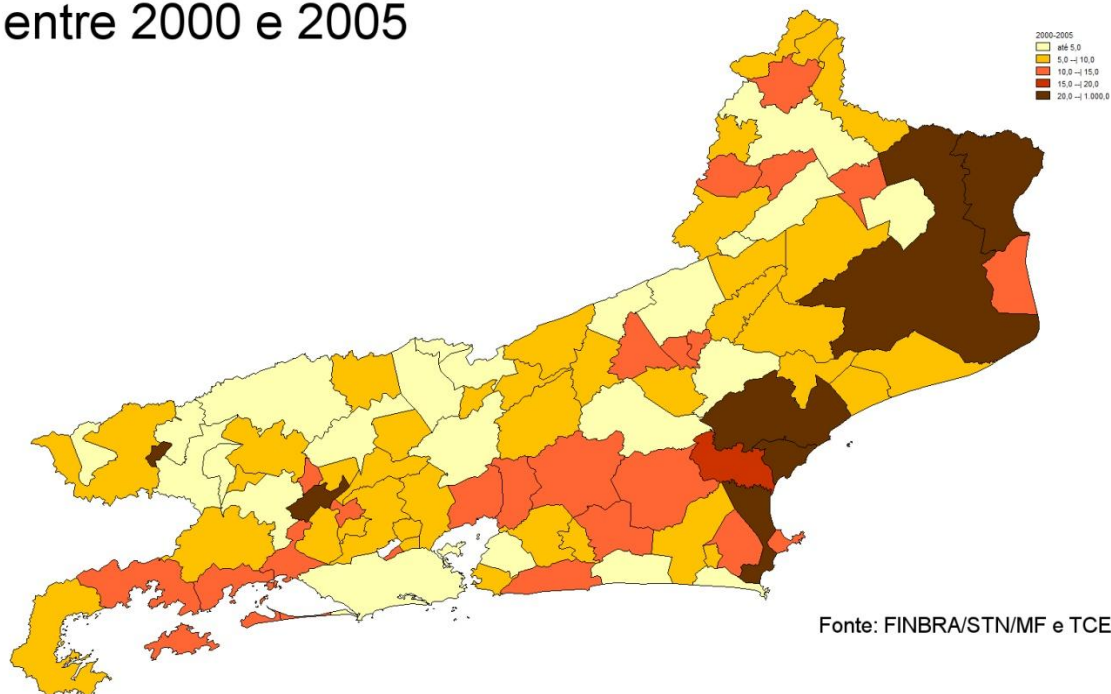 entre 2000 e 2005
2000-2005
até 5,0
5,0 --| 10,0
10,0 --| 15,0
15,0 --| 20,0
20,0 --| 1.000,0
Fonte: FINBRA/STN/MF e TCE